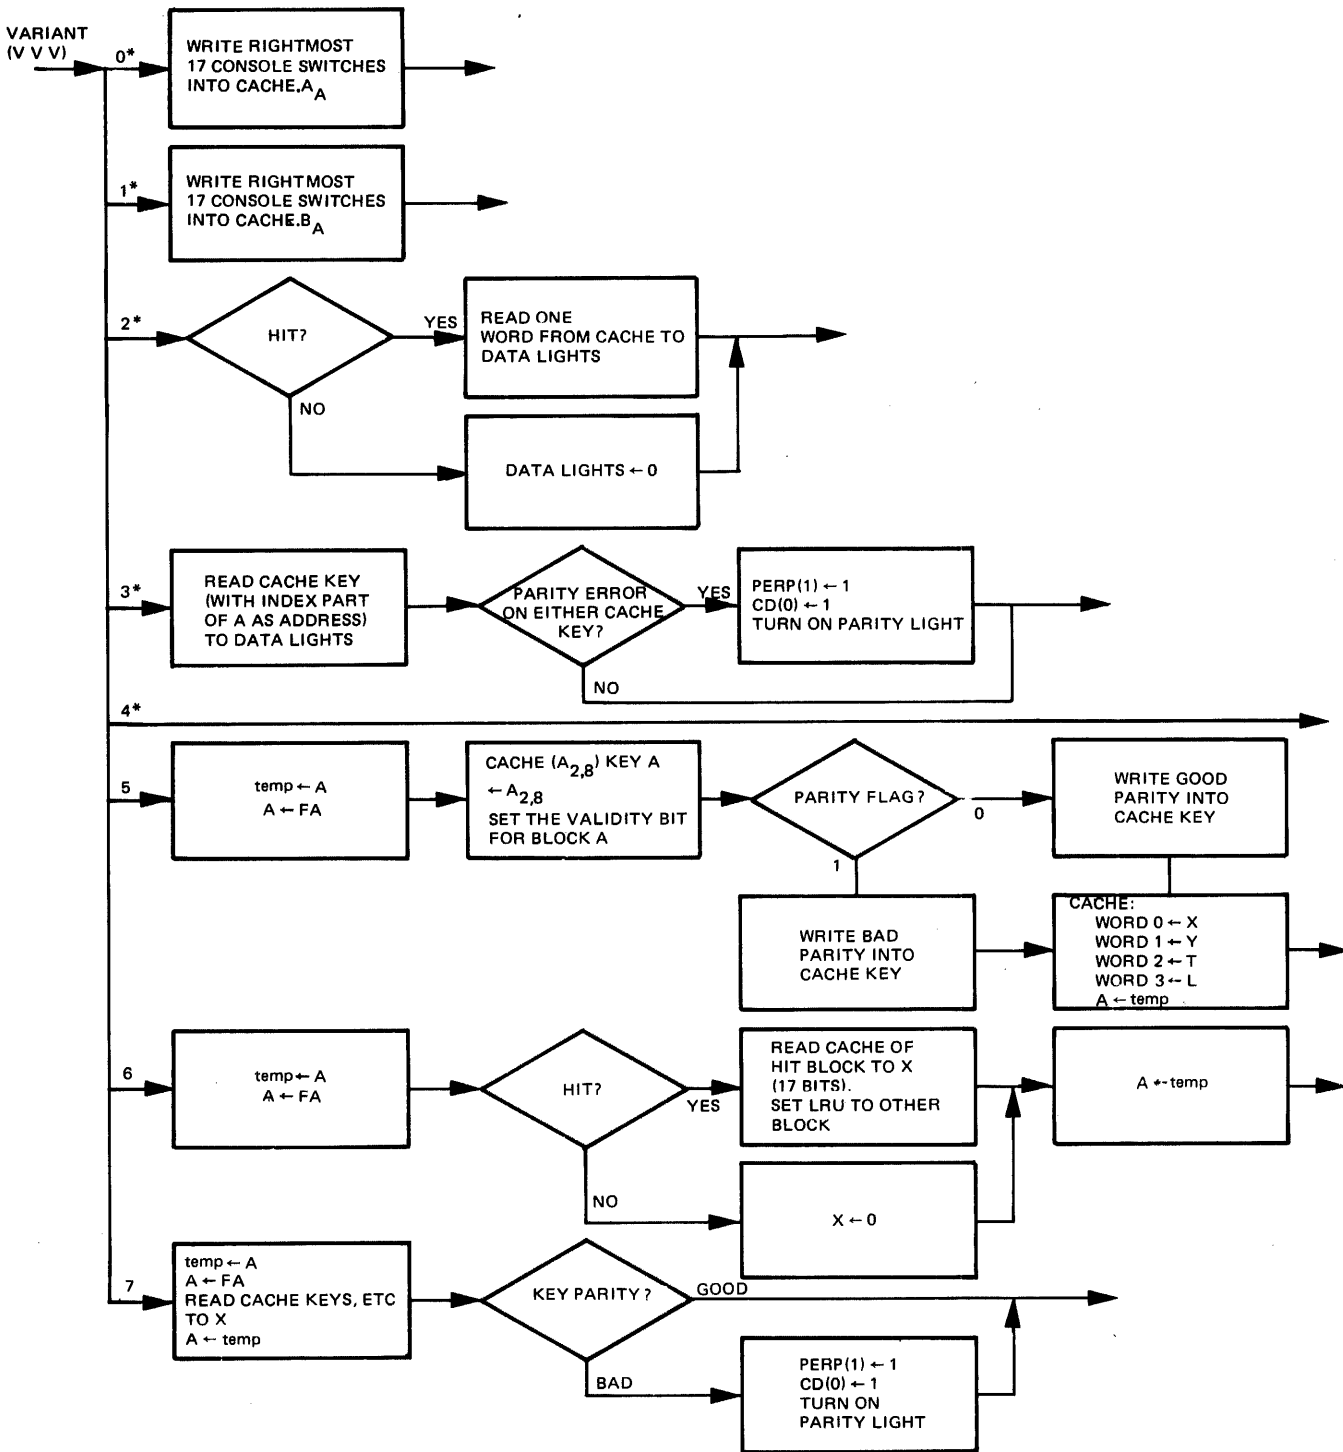 VARIANT
(V V V)
0*
WRITE RIGHTMOST
17 CONSOLE SWITCHES
INTO CACHE.A_A
1*
WRITE RIGHTMOST
17 CONSOLE SWITCHES
INTO CACHE.B_A
2*
HIT?
YES
READ ONE
WORD FROM CACHE TO
DATA LIGHTS
NO
DATA LIGHTS ← 0
3*
READ CACHE KEY
(WITH INDEX PART
OF A AS ADDRESS)
TO DATA LIGHTS
PARITY ERROR
ON EITHER CACHE
KEY?
YES
PERP(1) ← 1
CD(0) ← 1
TURN ON PARITY LIGHT
NO
4*
5
temp ← A
A ← FA
CACHE (A2,8) KEY A
← A2,8
SET THE VALIDITY BIT
FOR BLOCK A
PARITY FLAG?
0
WRITE GOOD
PARITY INTO
CACHE KEY
1
WRITE BAD
PARITY INTO
CACHE KEY
CACHE:
WORD 0 ← X
WORD 1 ← Y
WORD 2 ← T
WORD 3 ← L
A ← temp
6
temp ← A
A ← FA
HIT?
YES
READ CACHE OF
HIT BLOCK TO X
(17 BITS).
SET LRU TO OTHER
BLOCK
A ← temp
NO
X ← 0
7
temp ← A
A ← FA
READ CACHE KEYS, ETC
TO X
A ← temp
KEY PARITY ?
GOOD
BAD
PERP(1) ← 1
CD(0) ← 1
TURN ON
PARITY LIGHT